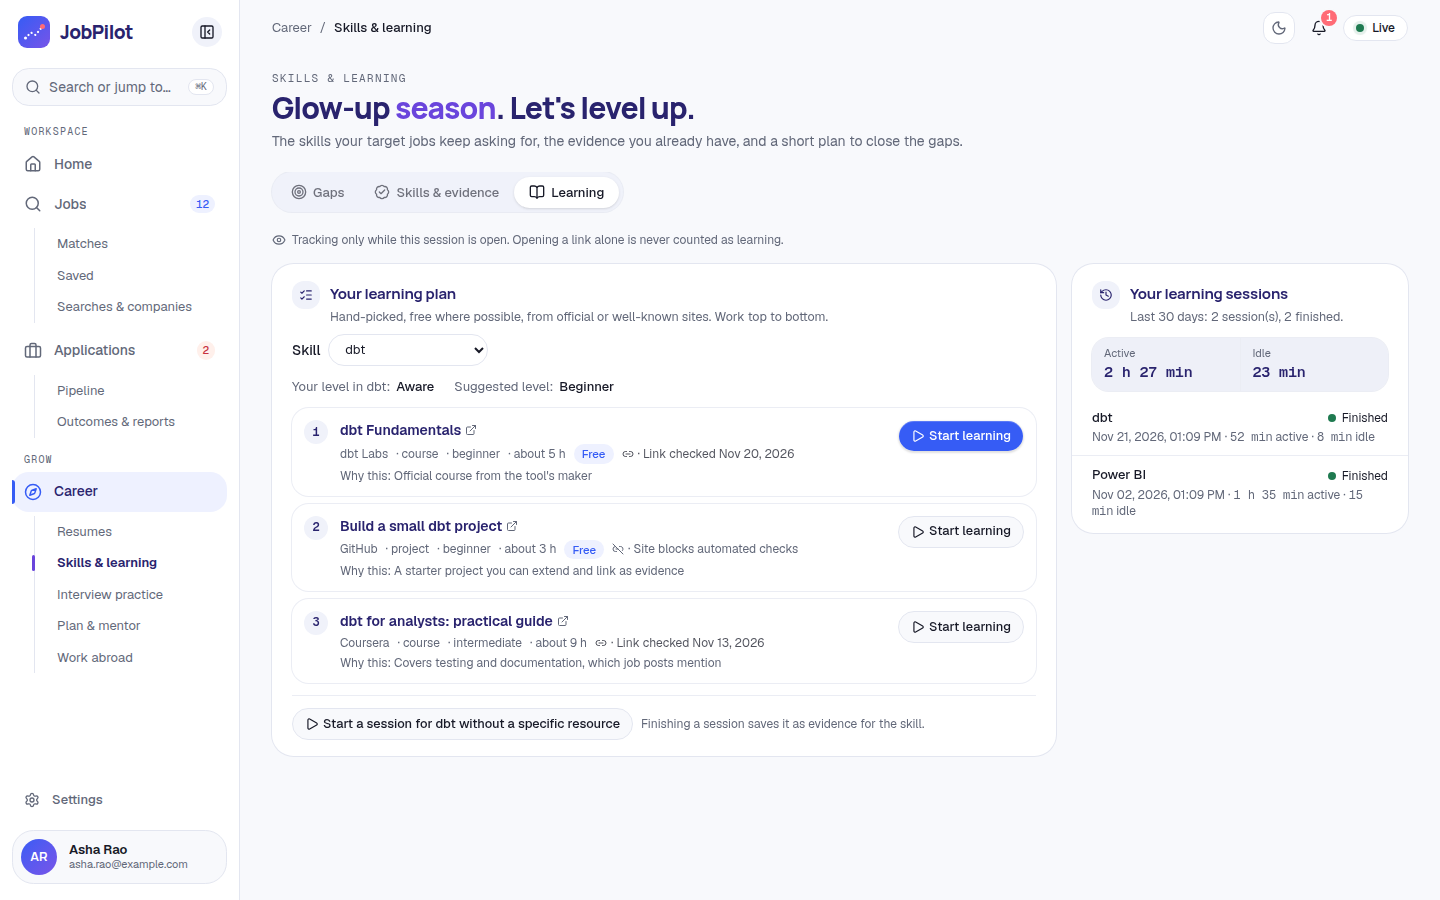 JobPilot
Search or jump to...
⌘K
WORKSPACE
Home
Jobs
12
Matches
Saved
Searches & companies
Applications
2
Pipeline
Outcomes & reports
GROW
Career
Resumes
Skills & learning
Interview practice
Plan & mentor
Work abroad
Settings
AR
Asha Rao
asha.rao@example.com
Career / Skills & learning
1
Live
SKILLS & LEARNING
Glow-up season. Let's level up.
The skills your target jobs keep asking for, the evidence you already have, and a short plan to close the gaps.
Gaps
Skills & evidence
Learning
Tracking only while this session is open. Opening a link alone is never counted as learning.
Your learning plan
Hand-picked, free where possible, from official or well-known sites. Work top to bottom.
Skill
dbt
Your level in dbt: Aware Suggested level: Beginner
1
dbt Fundamentals
dbt Labs · course · beginner · about 5 h Free · Link checked Nov 20, 2026
Why this: Official course from the tool's maker
Start learning
2
Build a small dbt project
GitHub · project · beginner · about 3 h Free · Site blocks automated checks
Why this: A starter project you can extend and link as evidence
Start learning
3
dbt for analysts: practical guide
Coursera · course · intermediate · about 9 h · Link checked Nov 13, 2026
Why this: Covers testing and documentation, which job posts mention
Start learning
Start a session for dbt without a specific resource
Finishing a session saves it as evidence for the skill.
Your learning sessions
Last 30 days: 2 session(s), 2 finished.
Active
2 h 27 min
Idle
23 min
dbt
Finished
Nov 21, 2026, 01:09 PM · 52 min active · 8 min idle
Power BI
Finished
Nov 02, 2026, 01:09 PM · 1 h 35 min active · 15
min idle